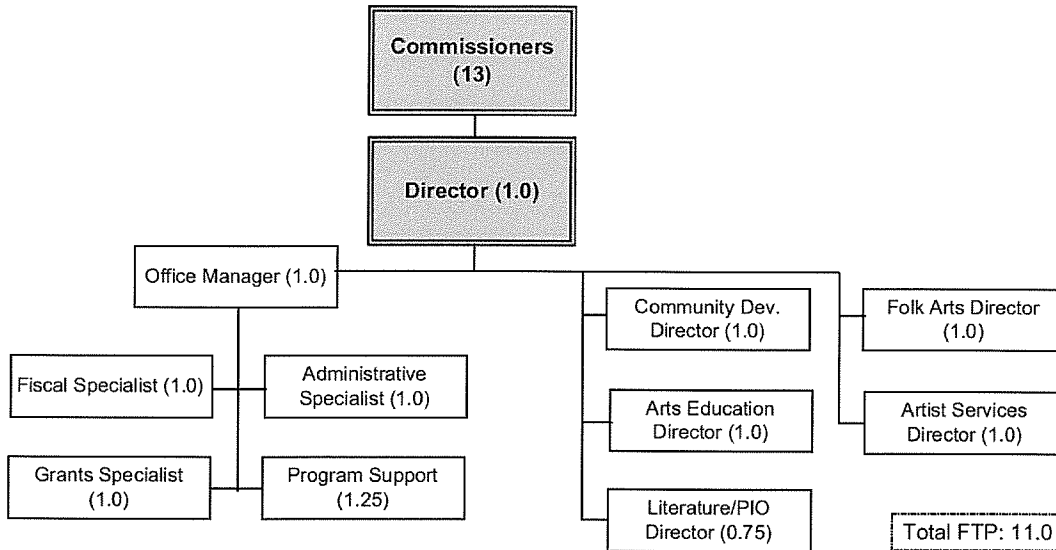 Commissioners
(13)
Director (1.0)
Office Manager (1.0)
Fiscal Specialist (1.0)
Administrative
Specialist (1.0)
Grants Specialist
(1.0)
Program Support
(1.25)
Community Dev.
Director (1.0)
Arts Education
Director (1.0)
Literature/PIO
Director (0.75)
Folk Arts Director
(1.0)
Artist Services
Director (1.0)
Total FTP: 11.0